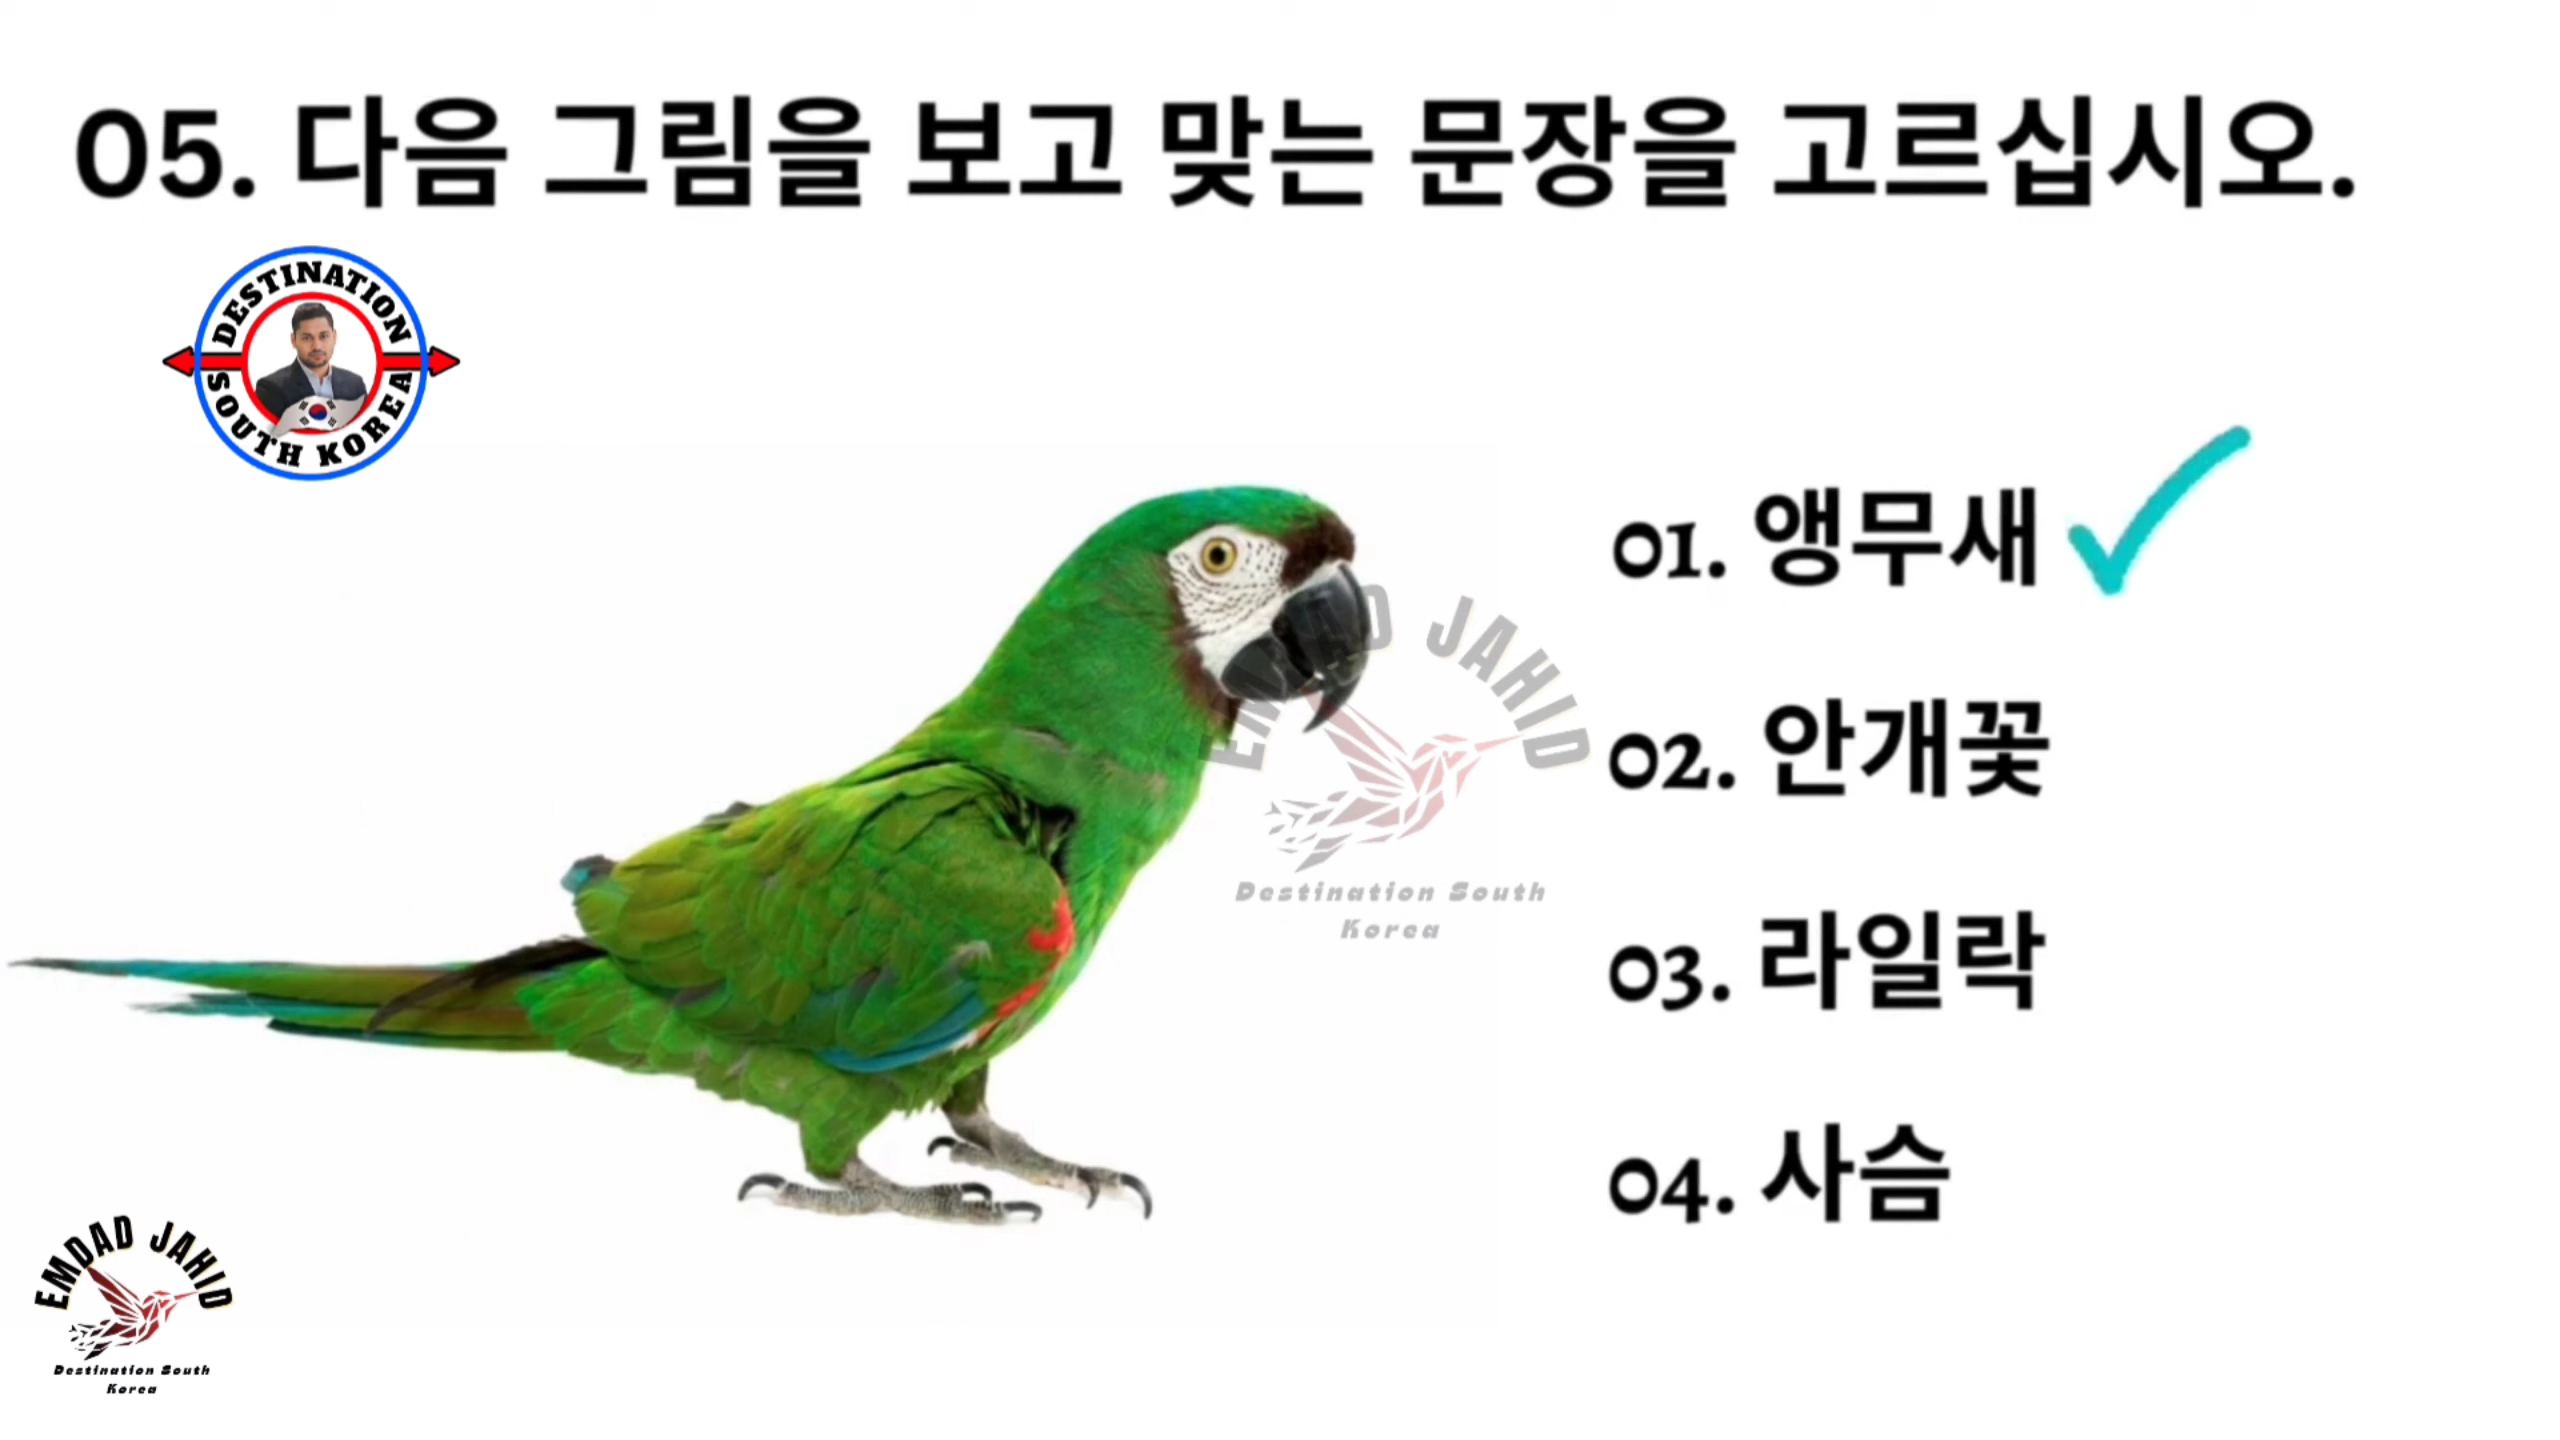 05. 다음 그림을 보고 맞는 문장을 고르십시오.
DESTINATION
SOUTH KOREA
01. 앵무새
02. 안개꽃
03. 라일락
04. 사슴
EMDAD JAHID
Destination South
Korea
EMDAD JAHID
Destination South
Korea